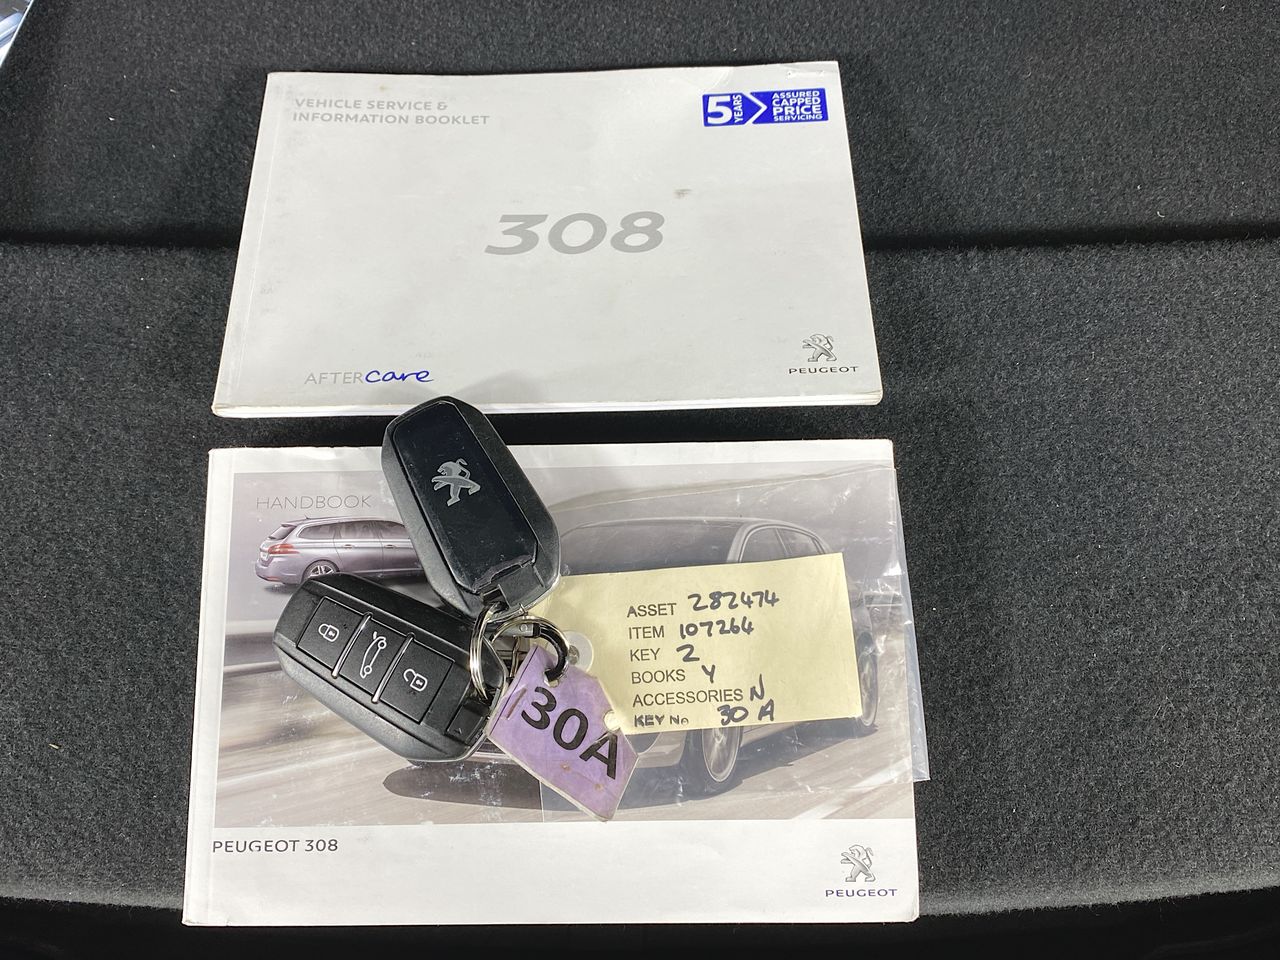 VEHICLE SERVICE &
INFORMATION BOOKLET
5 YEARS
ASSURED
CAPPED
PRICE
SERVICING
308
AFTERcare
PEUGEOT
HANDBOOK
ASSET 282474
ITEM 107264
KEY 2
BOOKS Y
ACCESSORIES N
KEY No 30 A
30A
PEUGEOT 308
PEUGEOT